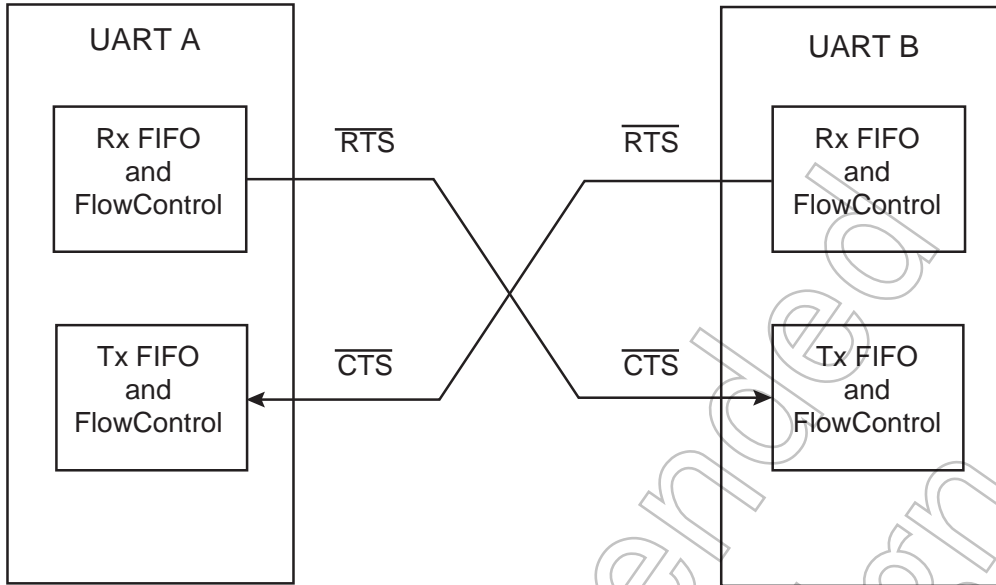 UART A
UART B
Rx FIFO
and
FlowControl
RTS
RTS
Rx FIFO
and
FlowControl
Tx FIFO
and
FlowControl
CTS
CTS
Tx FIFO
and
FlowControl